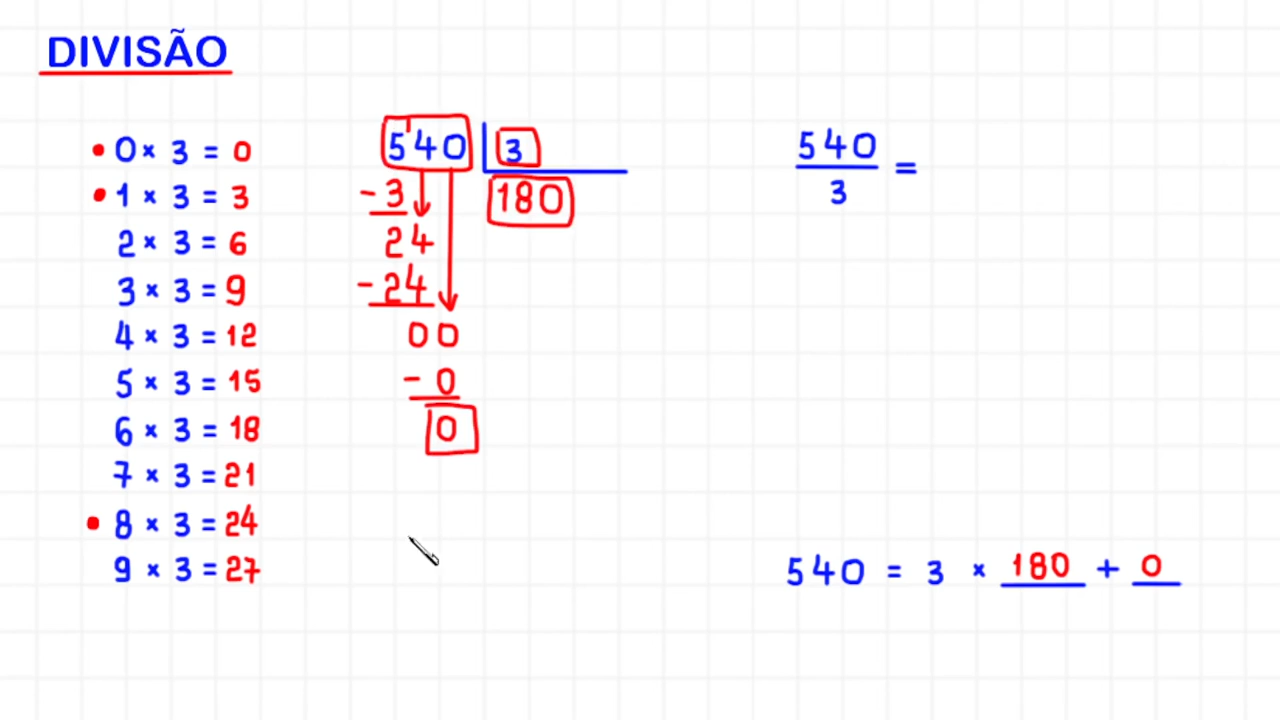 DIVISÃO
0 × 3 = 0
1 × 3 = 3
2 × 3 = 6
3 × 3 = 9
4 × 3 = 12
5 × 3 = 15
6 × 3 = 18
7 × 3 = 21
8 × 3 = 24
9 × 3 = 27
540 3
- 3 180
24
- 24
00
- 0
0
540
=
3
540 = 3 × 180 + 0